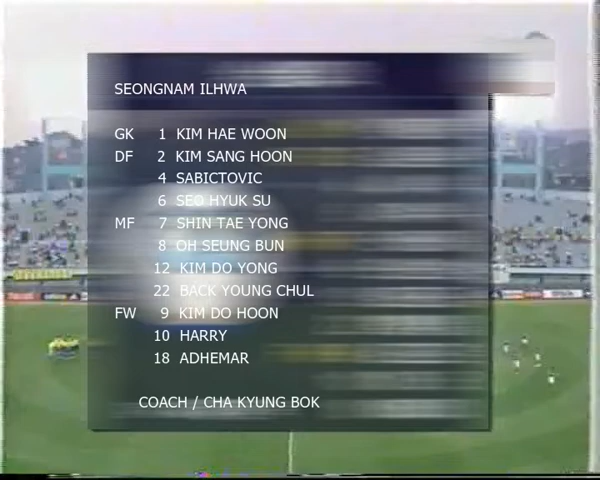 SEONGNAM ILHWA
GK 1 KIM HAE WOON
DF 2 KIM SANG HOON
4 SABICTOVIC
6 SEO HYUK SU
MF 7 SHIN TAE YONG
8 OH SEUNG BUN
12 KIM DO YONG
22 BACK YOUNG CHUL
FW 9 KIM DO HOON
10 HARRY
18 ADHEMAR
COACH / CHA KYUNG BOK